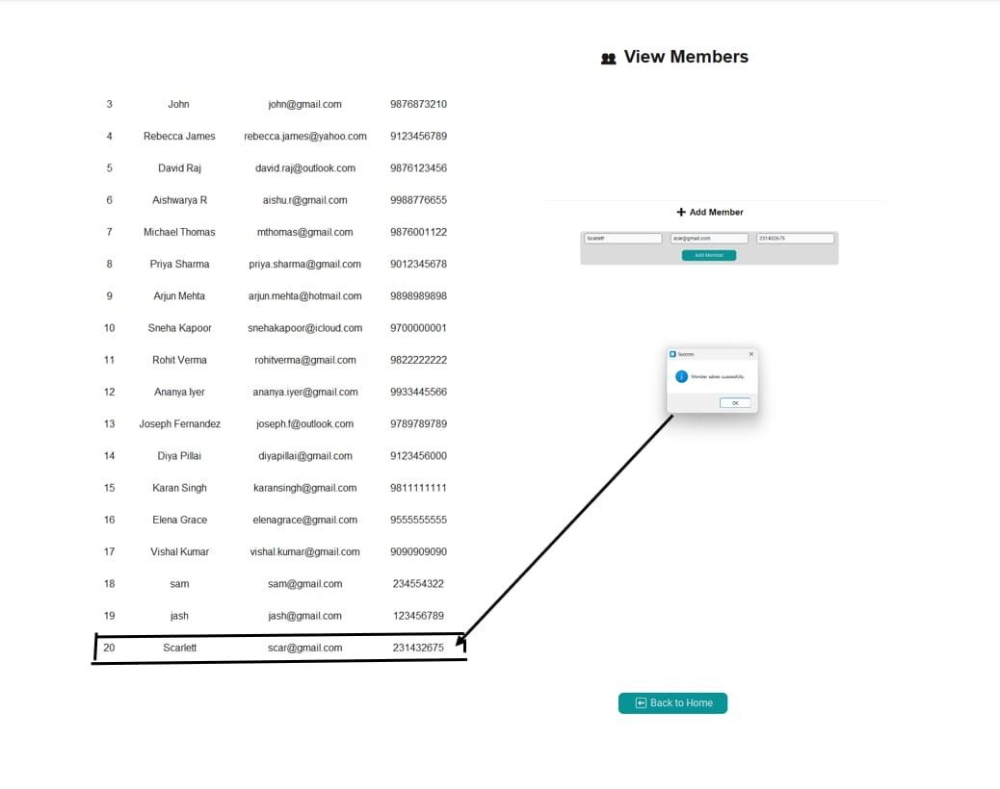 View Members
3 John john@gmail.com 9876873210
4 Rebecca James rebecca.james@yahoo.com 9123456789
5 David Raj david.raj@outlook.com 9876123456
6 Aishwarya R aishu.r@gmail.com 9988776655
7 Michael Thomas mthomas@gmail.com 9876001122
8 Priya Sharma priya.sharma@gmail.com 9012345678
9 Arjun Mehta arjun.mehta@hotmail.com 9898989898
10 Sneha Kapoor snehakapoor@icloud.com 9700000001
11 Rohit Verma rohitverma@gmail.com 9822222222
12 Ananya Iyer ananya.iyer@gmail.com 9933445566
13 Joseph Fernandez joseph.f@outlook.com 9789789789
14 Diya Pillai diyapillai@gmail.com 9123456000
15 Karan Singh karansingh@gmail.com 9811111111
16 Elena Grace elenagrace@gmail.com 9555555555
17 Vishal Kumar vishal.kumar@gmail.com 9090909090
18 sam sam@gmail.com 234554322
19 jash jash@gmail.com 123456789
20 Scarlett scar@gmail.com 231432675
Add Member
Scarlett scar@gmail.com 231432675
Add Member
Success
Member added successfully.
OK
Back to Home